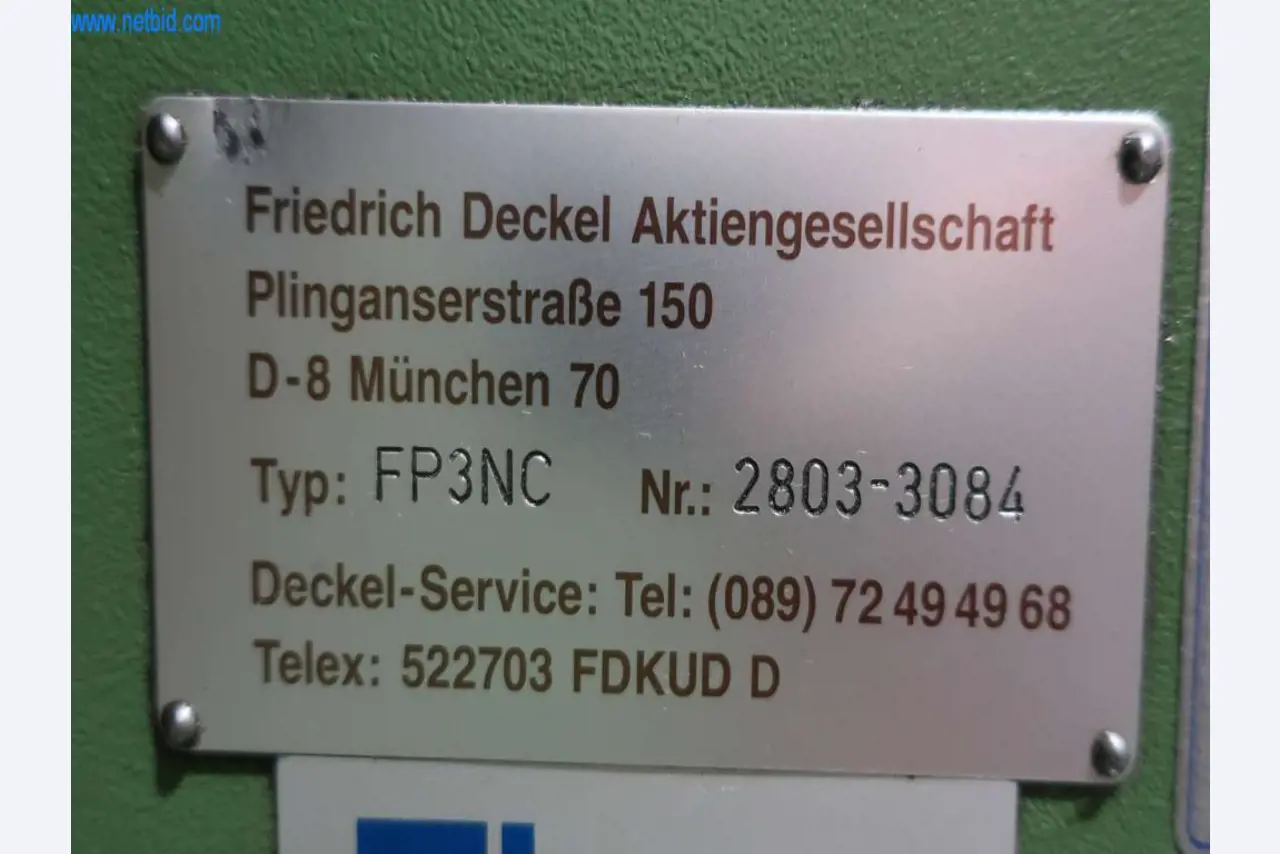 www.netbid.com
Friedrich Deckel Aktiengesellschaft
Plinganserstraße 150
D-8 München 70
Typ: FP3NC Nr.: 2803-3084
Deckel-Service: Tel: (089) 72 49 49 68
Telex: 522703 FDKUD D